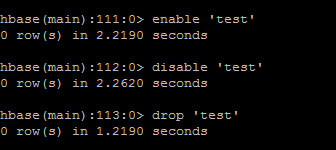 hbase(main):111:0> enable 'test'
0 row(s) in 2.2190 seconds
hbase(main):112:0> disable 'test'
0 row(s) in 2.2620 seconds
hbase(main):113:0> drop 'test'
0 row(s) in 1.2190 seconds